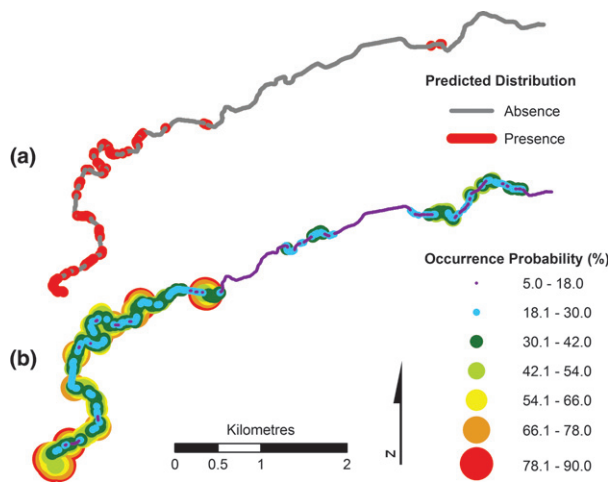 (a)
Predicted Distribution
Absence
Presence
(b)
Occurrence Probability (%)
5.0 - 18.0
18.1 - 30.0
30.1 - 42.0
42.1 - 54.0
54.1 - 66.0
66.1 - 78.0
78.1 - 90.0
Kilometres
0 0.5 1 2
N